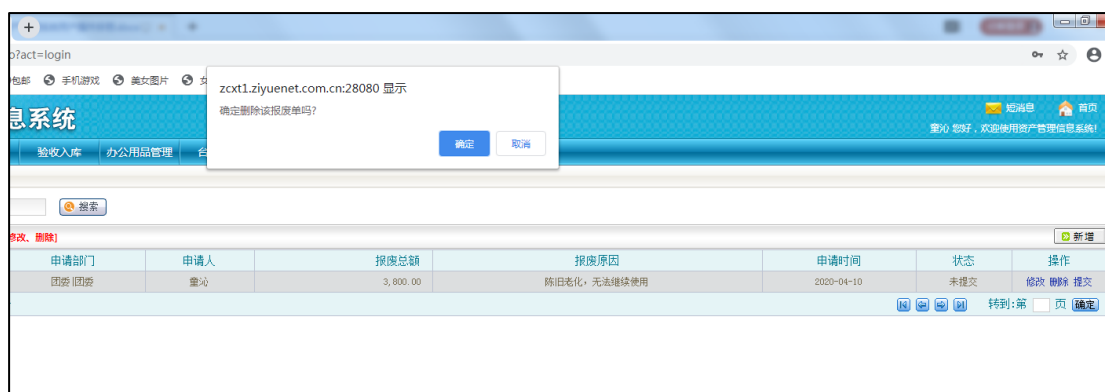 o?act=login
包邮 手机游戏 美女图片
zcxt1.ziyuenet.com.cn:28080 显示
确定删除该报废单吗?
确定 取消
息系统
短消息 首页
童沁 您好，欢迎使用资产管理信息系统!
验收入库 办公用品管理 台
搜索
修改、删除]
新增
申请部门 申请人 报废总额 报废原因 申请时间 状态 操作
团委|团委 童沁 3,800.00 陈旧老化，无法继续使用 2020-04-10 未提交 修改 删除 提交
转到:第 页 确定